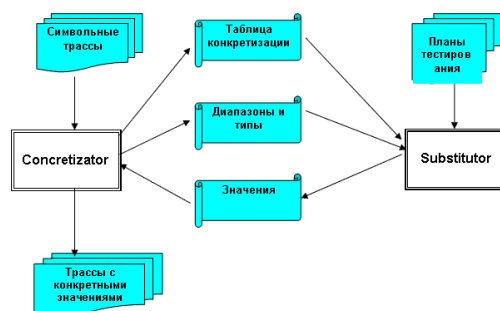 Символьные
трассы
Таблица
конкретизации
Планы
тестиров
ания
Диапазоны и
типы
Concretizator
Substitutor
Значения
Трассы с
конкретными
значениями